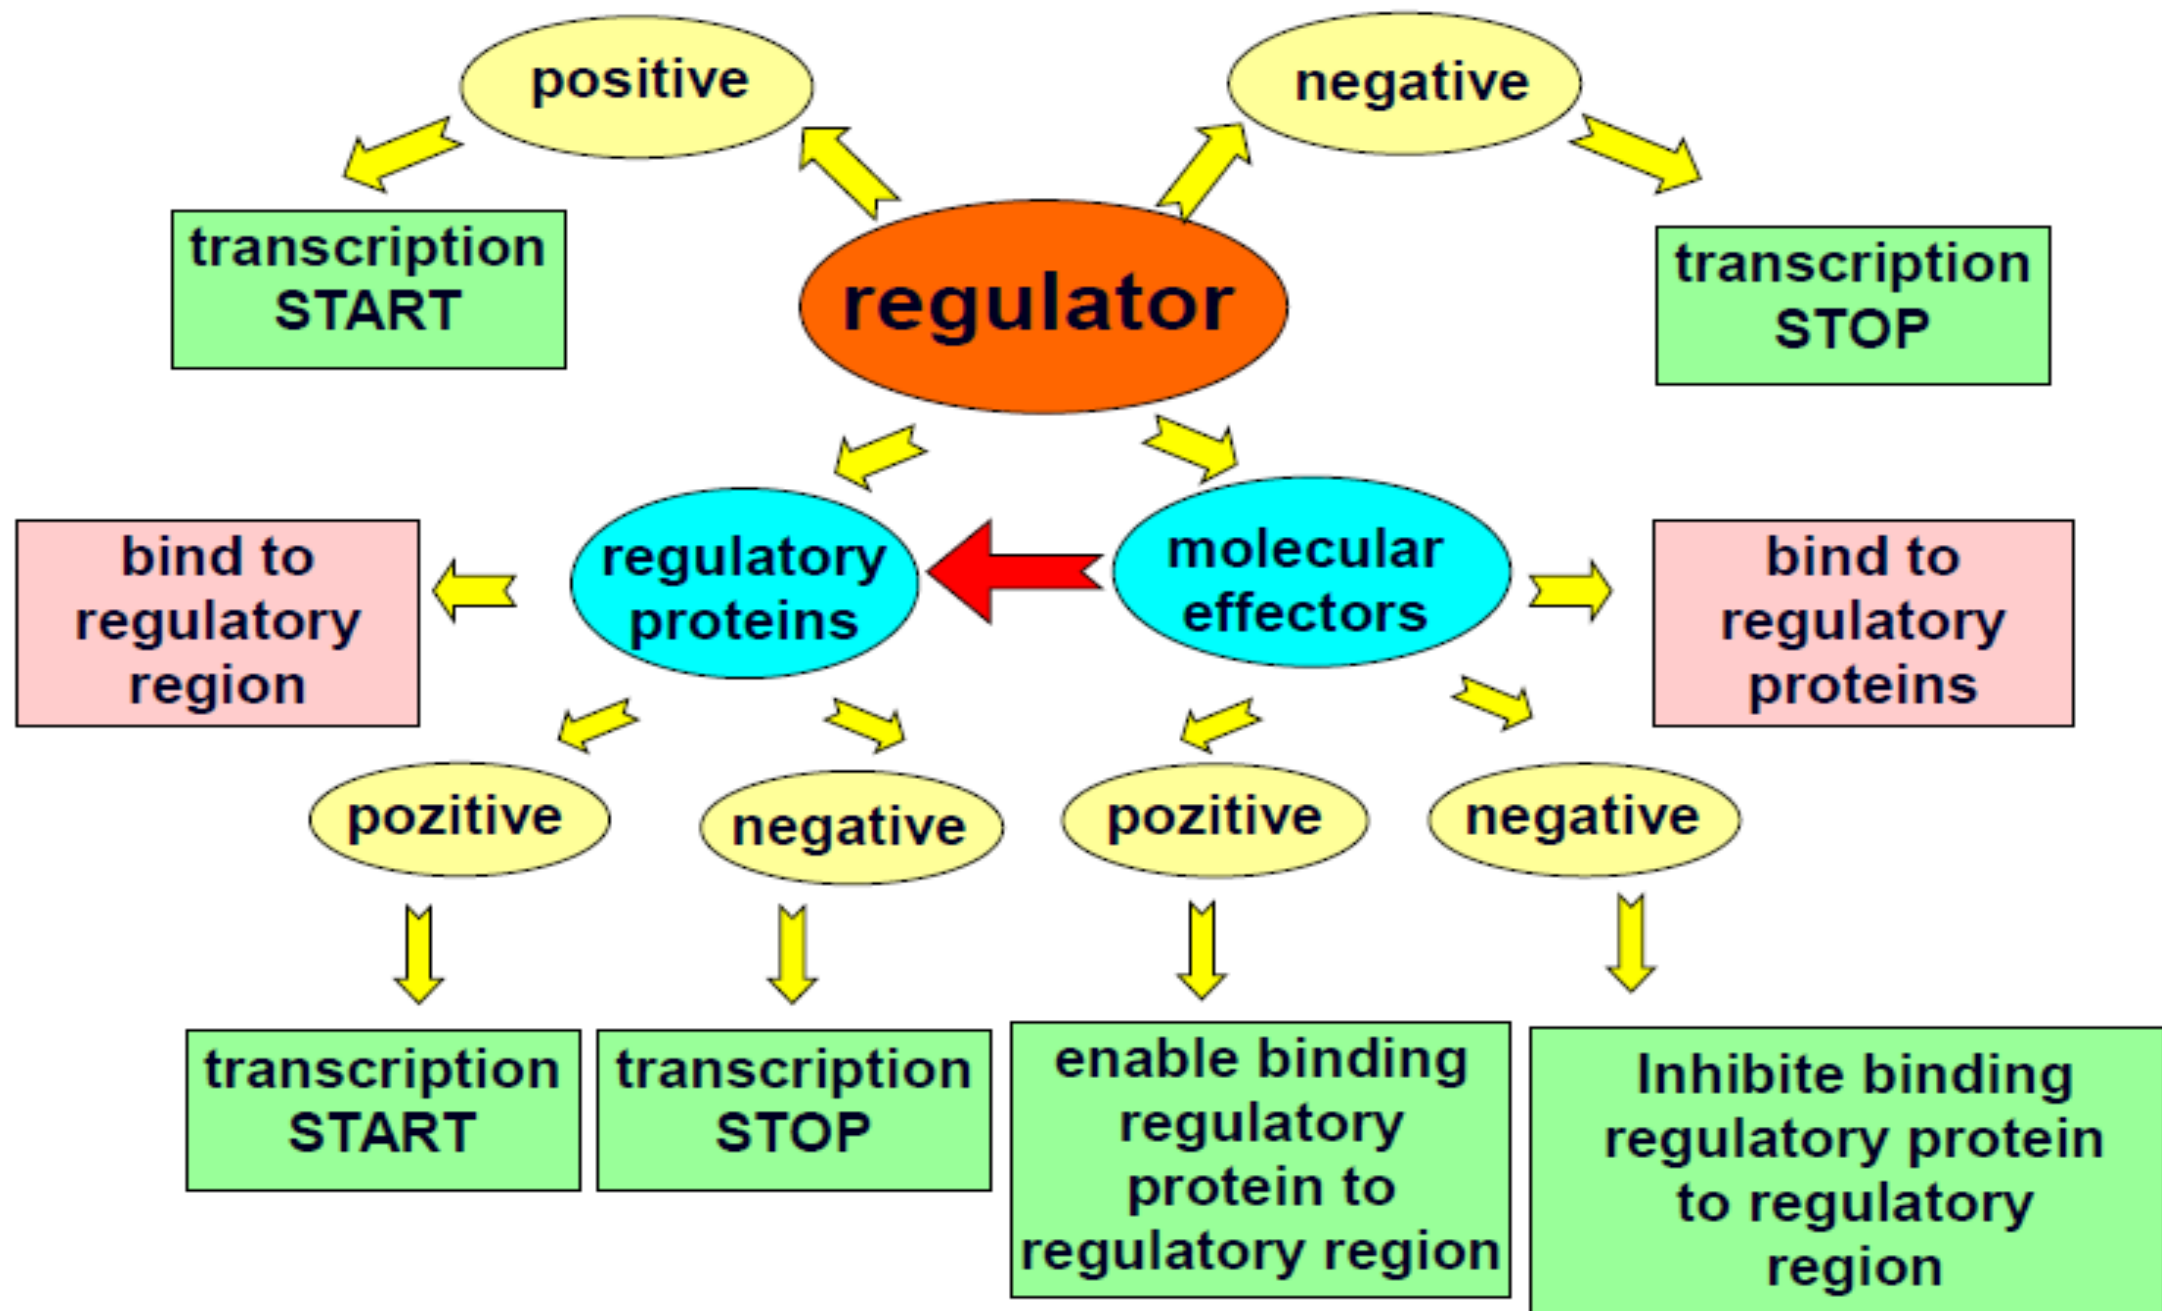 positive
negative
transcription
START
regulator
transcription
STOP
bind to
regulatory
region
regulatory
proteins
molecular
effectors
bind to
regulatory
proteins
pozitive
negative
pozitive
negative
transcription
START
transcription
STOP
enable binding
regulatory
protein to
regulatory region
Inhibite binding
regulatory protein
to regulatory
region